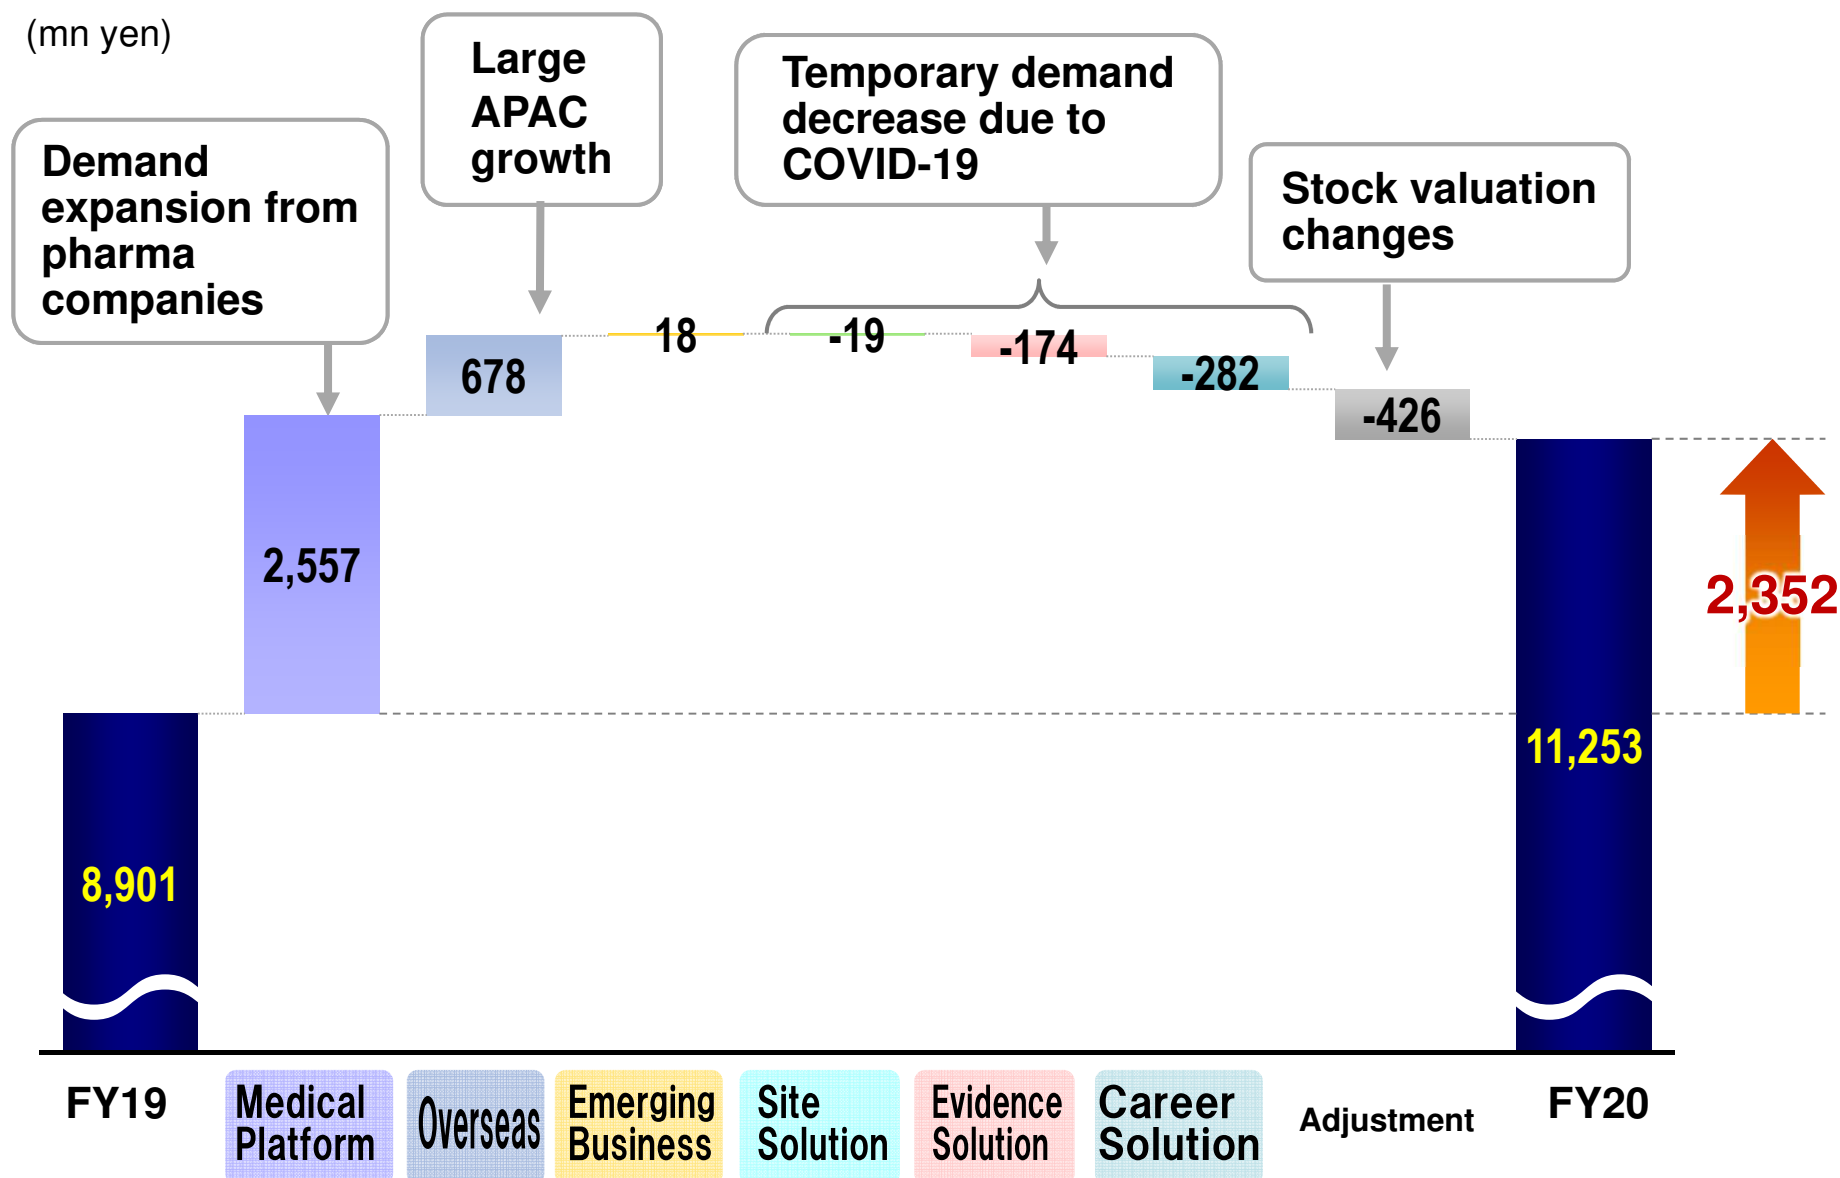 (mn yen)
Demand
expansion from
pharma
companies
Large
APAC
growth
Temporary demand
decrease due to
COVID-19
Stock valuation
changes
8,901
2,557
678
18
-19
-174
-282
-426
11,253
2,352
FY19
Medical
Platform
Overseas
Emerging
Business
Site
Solution
Evidence
Solution
Career
Solution
Adjustment
FY20